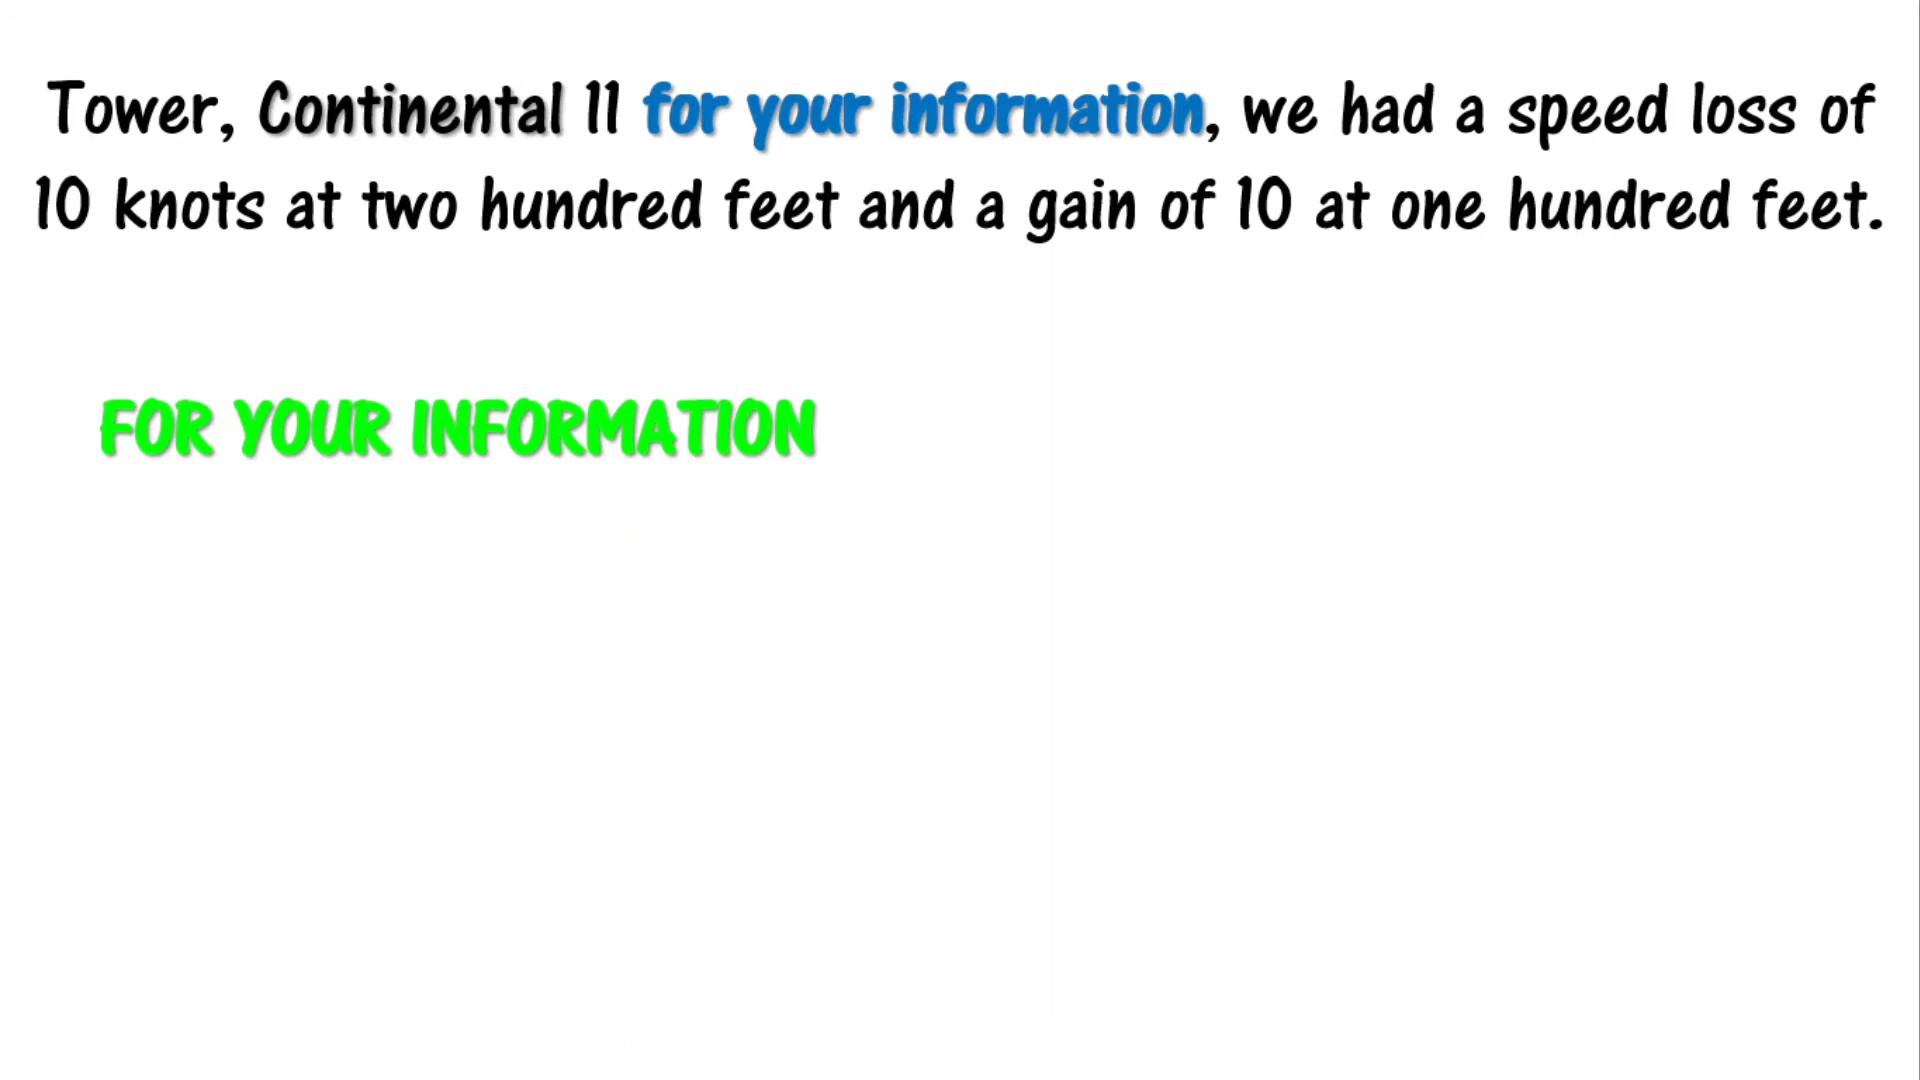 Tower, Continental 11 for your information, we had a speed loss of
10 knots at two hundred feet and a gain of 10 at one hundred feet.
FOR YOUR INFORMATION